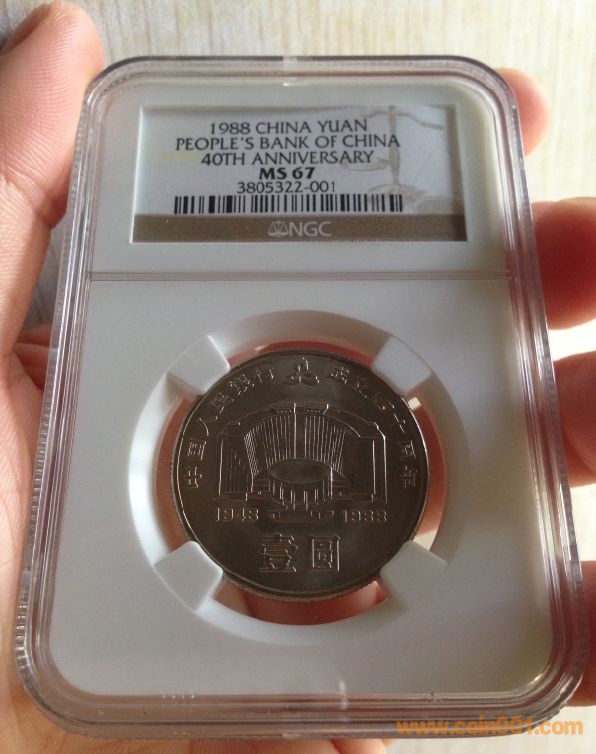 1988 CHINA YUAN
PEOPLE'S BANK OF CHINA
40TH ANNIVERSARY
MS 67
3805322-001
NGC
中国人民银行 成立四十周年
1948 1988
壹圆
www.coin001.com